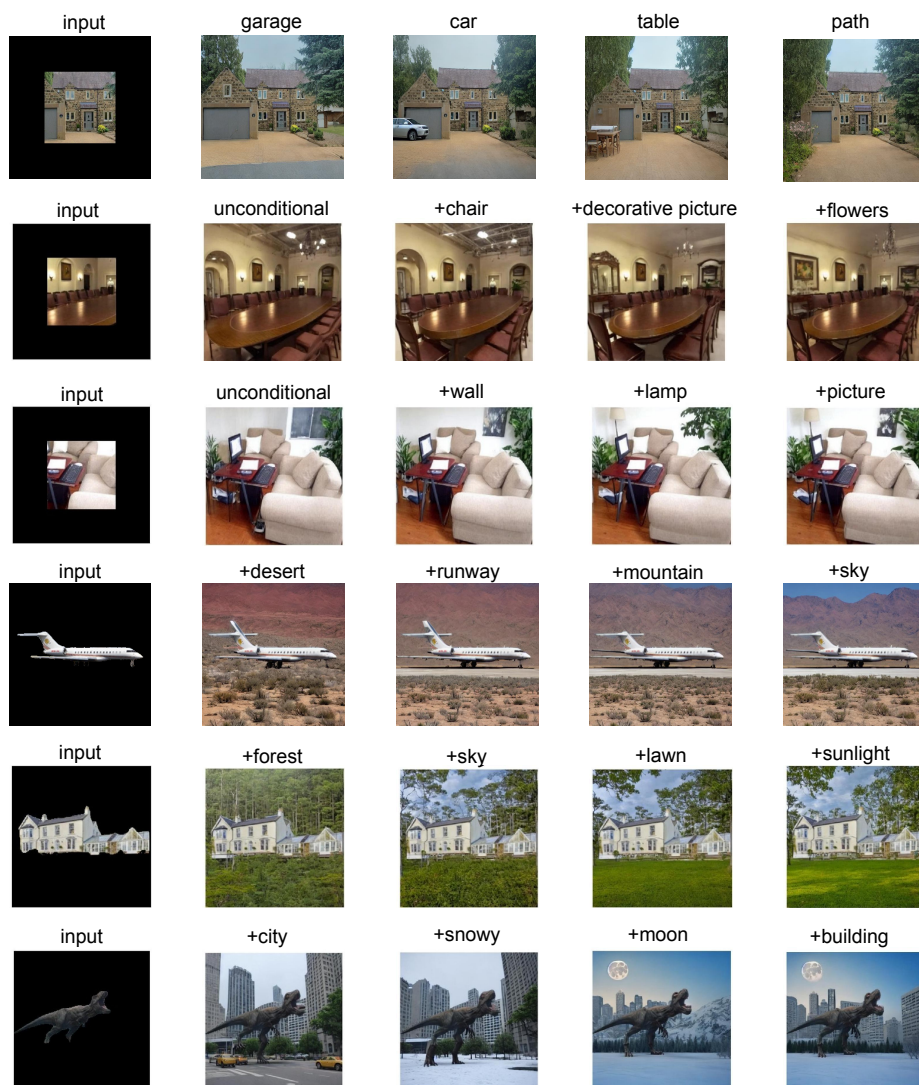 input garage car table path
input unconditional +chair +decorative picture +flowers
input unconditional +wall +lamp +picture
input +desert +runway +mountain +sky
input +forest +sky +lawn +sunlight
input +city +snowy +moon +building